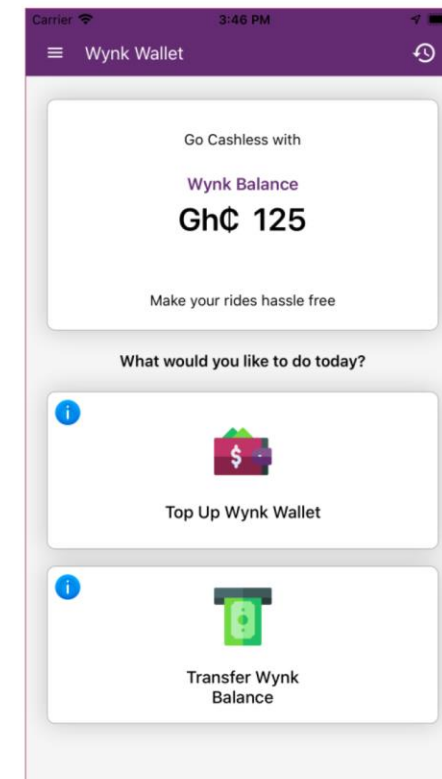 Carrier 3:46 PM
Wynk Wallet
Go Cashless with
Wynk Balance
Gh₵ 125
Make your rides hassle free
What would you like to do today?
i
$
Top Up Wynk Wallet
i
Transfer Wynk
Balance